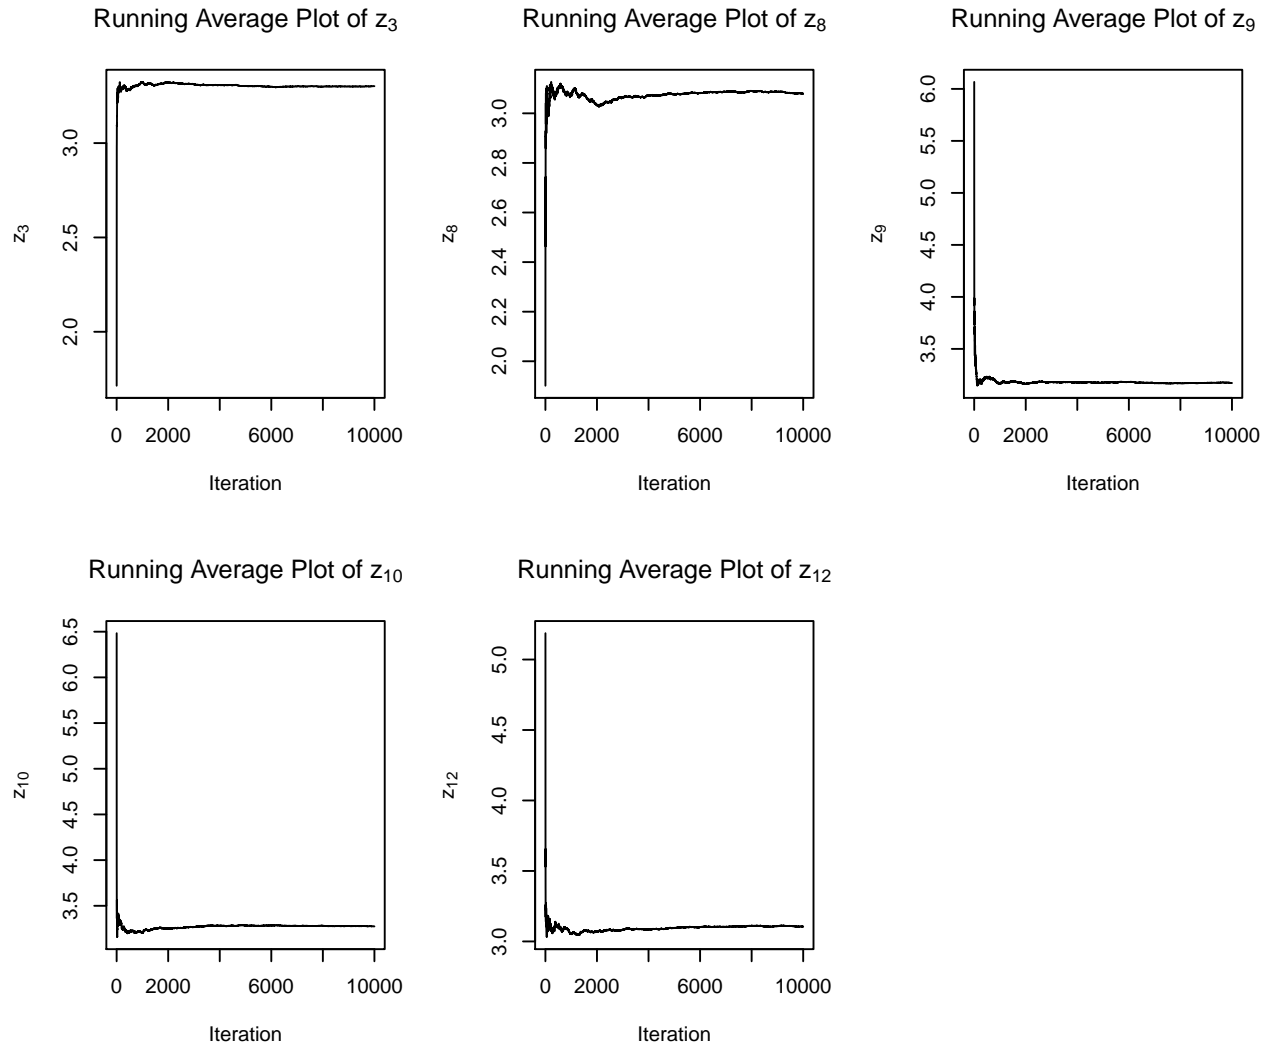 Running Average Plot of z₃
z₃
3.0
2.5
2.0
0 2000 6000 10000
Iteration
Running Average Plot of z₈
z₈
3.0
2.8
2.6
2.4
2.2
2.0
0 2000 6000 10000
Iteration
Running Average Plot of z₉
z₉
6.0
5.5
5.0
4.5
4.0
3.5
0 2000 6000 10000
Iteration
Running Average Plot of z₁₀
z₁₀
6.5
6.0
5.5
5.0
4.5
4.0
3.5
0 2000 6000 10000
Iteration
Running Average Plot of z₁₂
z₁₂
5.0
4.5
4.0
3.5
3.0
0 2000 6000 10000
Iteration